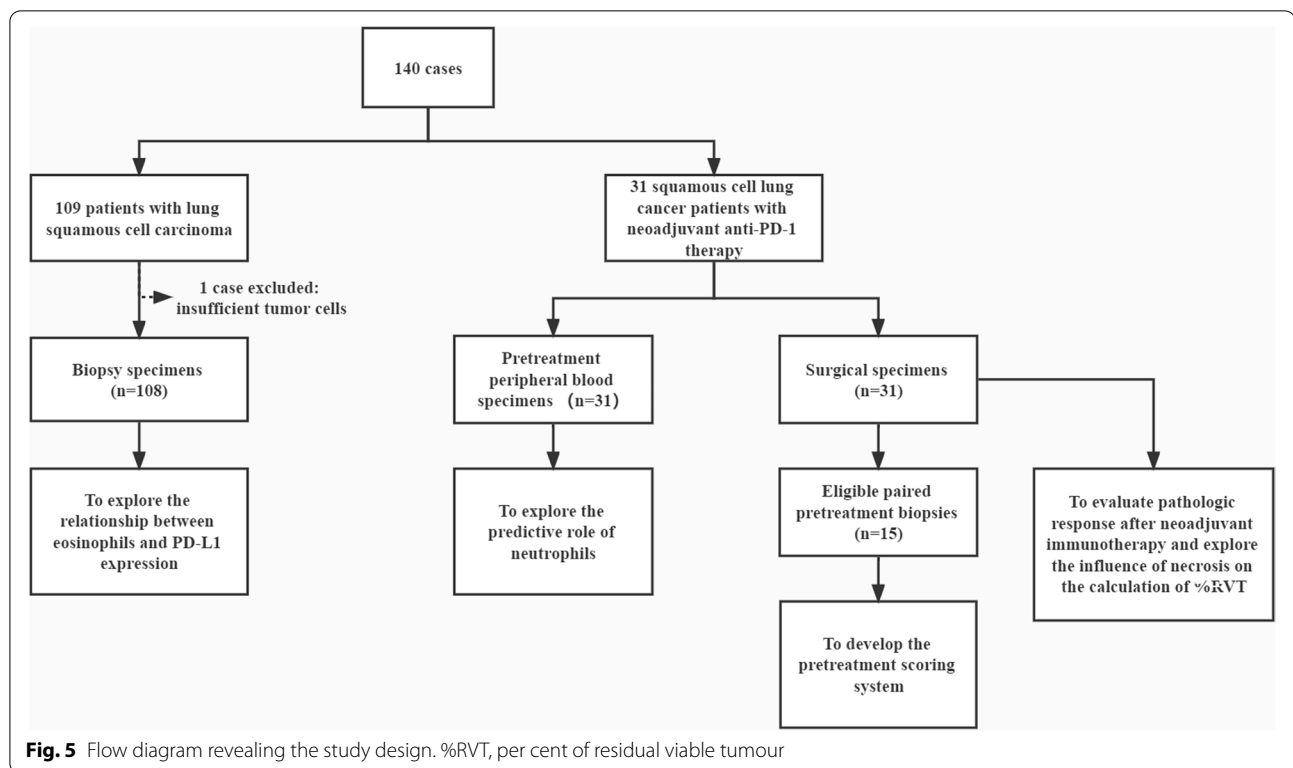 140 cases
109 patients with lung
squamous cell carcinoma
31 squamous cell lung
cancer patients with
neoadjuvant anti-PD-1
therapy
1 case excluded:
insufficient tumor cells
Biopsy specimens
(n=108)
Pretreatment
peripheral blood
specimens （n=31）
Surgical specimens
(n=31)
To explore the
relationship between
eosinophils and PD-L1
expression
To explore the
predictive role of
neutrophils
Eligible paired
pretreatment biopsies
(n=15)
To evaluate pathologic
response after neoadjuvant
immunotherapy and explore
the influence of necrosis on
the calculation of %RVT
To develop the
pretreatment scoring
system
Fig. 5 Flow diagram revealing the study design. %RVT, per cent of residual viable tumour